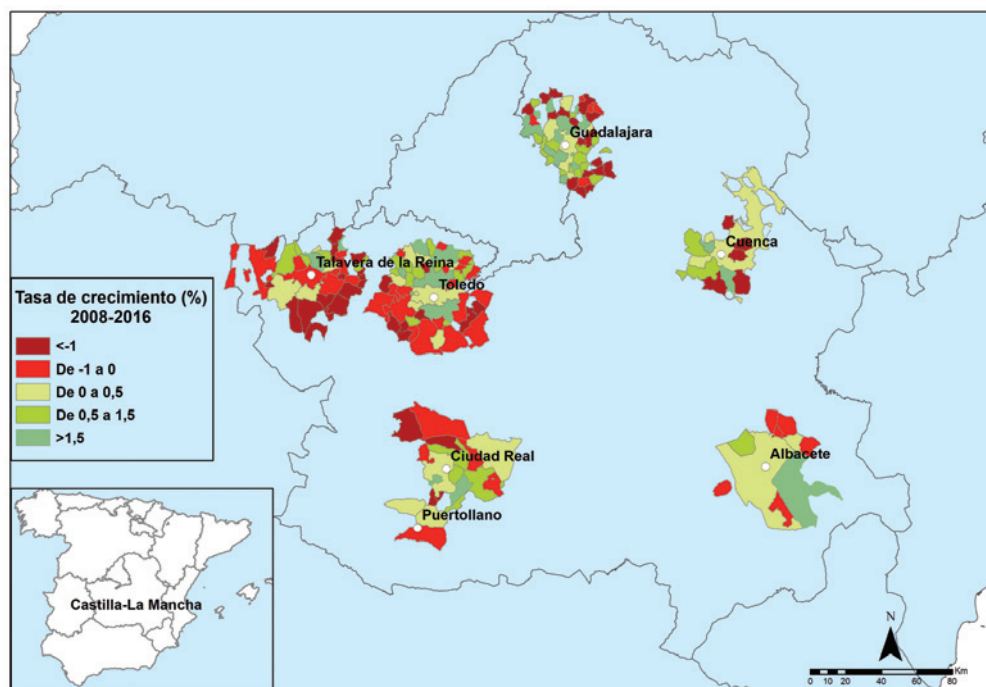 Guadalajara
Cuenca
Talavera de la Reina
Toledo
Tasa de crecimiento (%)
2008-2016
<-1
De -1 a 0
De 0 a 0,5
De 0,5 a 1,5
>1,5
Ciudad Real
Albacete
Puertollano
Castilla-La Mancha
N
Km
0 10 20 40 60 80